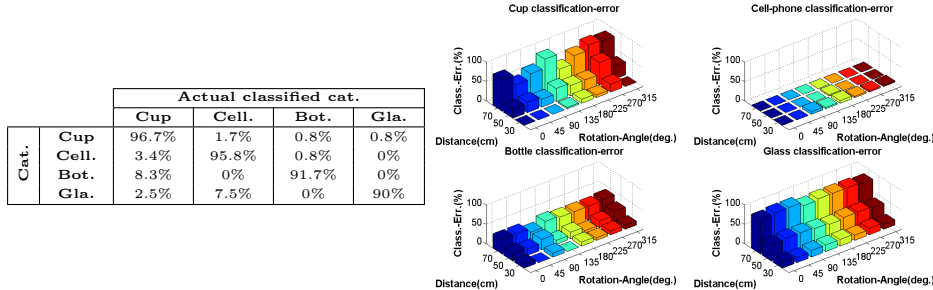 Actual classified cat.
Cup Cell. Bot. Gla.
Cat.
Cup 96.7% 1.7% 0.8% 0.8%
Cell. 3.4% 95.8% 0.8% 0%
Bot. 8.3% 0% 91.7% 0%
Gla. 2.5% 7.5% 0% 90%
Cup classification-error
Class.-Err.(%)
100
50
0
70
50
30
Distance(cm)
0 45 90 135 180 225 270 315
Rotation-Angle(deg.)
Cell-phone classification-error
Class.-Err.(%)
100
50
0
70
50
30
Distance(cm)
0 45 90 135 180 225 270 315
Rotation-Angle(deg.)
Bottle classification-error
Class.-Err.(%)
100
50
0
70
50
30
Distance(cm)
0 45 90 135 180 225 270 315
Rotation-Angle(deg.)
Glass classification-error
Class.-Err.(%)
100
50
0
70
50
30
Distance(cm)
0 45 90 135 180 225 270 315
Rotation-Angle(deg.)